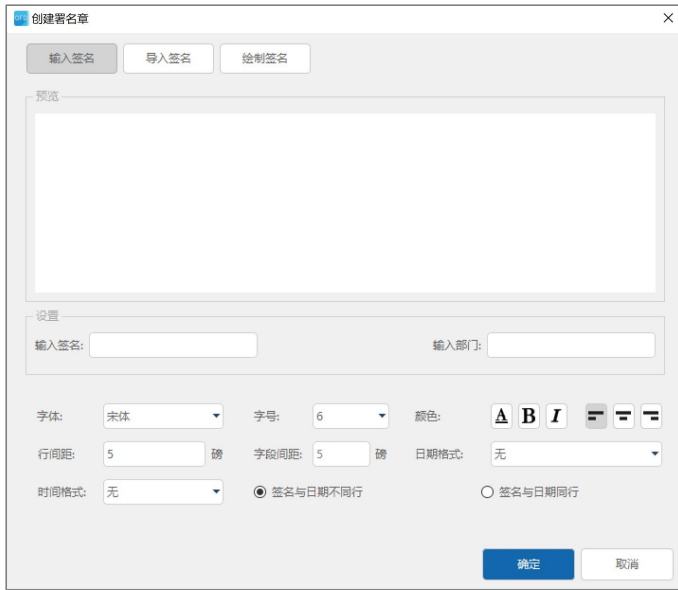 创建署名章
输入签名 导入签名 绘制签名
预览
设置
输入签名: 输入部门:
字体: 宋体 字号: 6 颜色: A B I
行间距: 5 磅 字段间距: 5 磅 日期格式: 无
时间格式: 无 签名与日期不同行 签名与日期同行
确定 取消